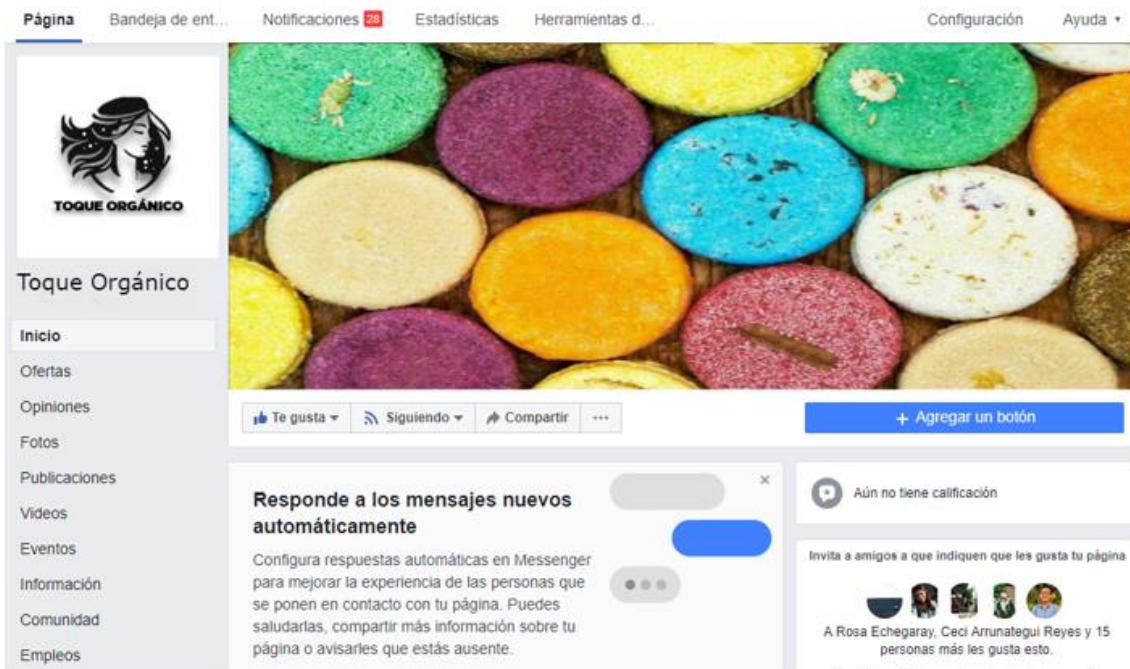 Página Bandeja de ent... Notificaciones 28 Estadísticas Herramientas d... Configuración Ayuda
TOQUE ORGÁNICO
Toque Orgánico
Inicio
Ofertas
Opiniones
Fotos
Publicaciones
Videos
Eventos
Información
Comunidad
Empleos
Te gusta Siguiendo Compartir ...
+ Agregar un botón
Responde a los mensajes nuevos
automáticamente
Configura respuestas automáticas en Messenger
para mejorar la experiencia de las personas que
se ponen en contacto con tu página. Puedes
saludarlas, compartir más información sobre tu
página o avisarles que estás ausente.
Aún no tiene calificación
Invita a amigos a que indiquen que les gusta tu página
A Rosa Echegaray, Ceci Arrunategui Reyes y 15
personas más les gusta esto.